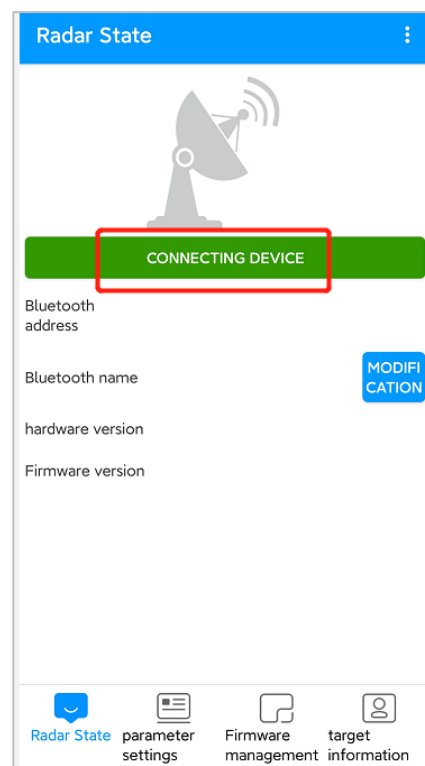 Radar State
CONNECTING DEVICE
Bluetooth
address
Bluetooth name
MODIFI
CATION
hardware version
Firmware version
Radar State
parameter
settings
Firmware
management
target
information